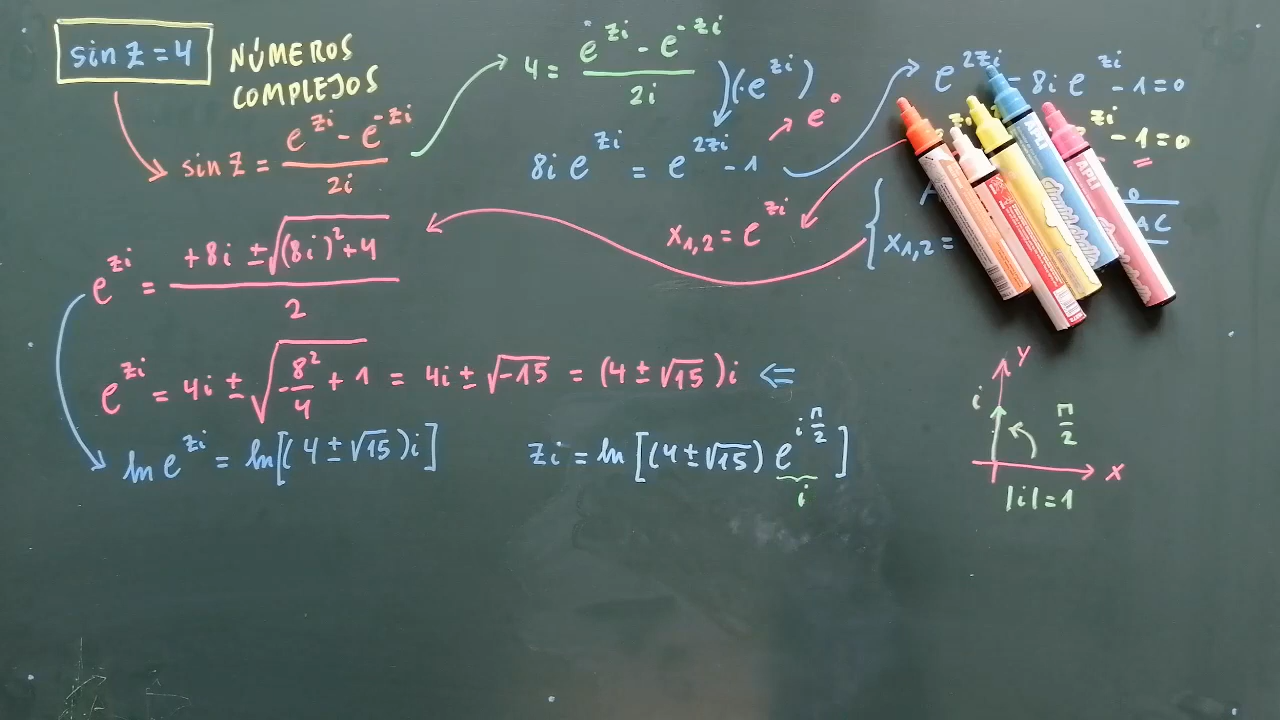 sin z = 4
NÚMEROS
COMPLEJOS
sin z = (e^{zi} - e^{-zi}) / 2i
4 = (e^{zi} - e^{-zi}) / 2i
(·e^{zi})
8i e^{zi} = e^{2zi} - 1
e^0
e^{2zi} - 8i e^{zi} - 1 = 0
zi - 1 = 0
x_{1,2} = e^{zi}
x_{1,2} =
AC
e^{zi} = (+8i ± √((8i)^2 + 4)) / 2
e^{zi} = 4i ± √(-8^2/4 + 1) = 4i ± √-15 = (4 ± √15)i ⇐
ln e^{zi} = ln[(4 ± √15)i]
zi = ln[(4 ± √15) e^{i π/2}]
i
y
i
π/2
x
|i| = 1
APLI
APLI